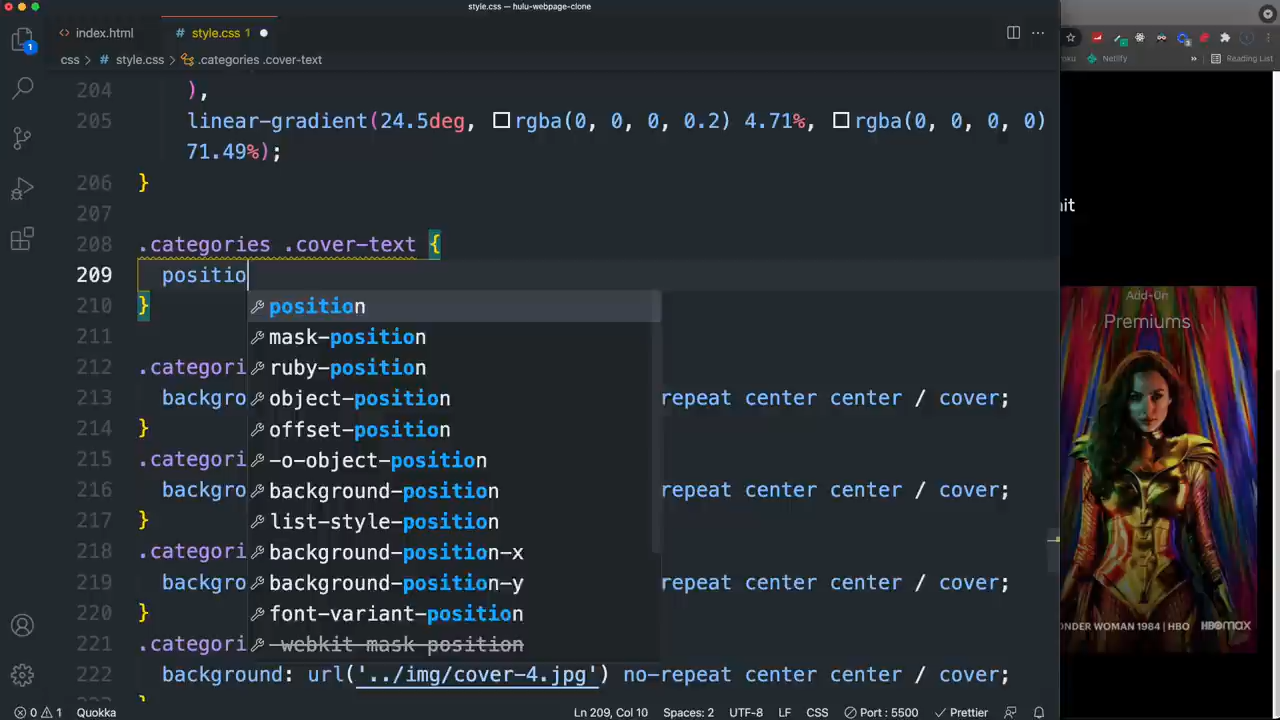 style.css — hulu-webpage-clone
<> index.html
# style.css 1
css > # style.css > .categories .cover-text
Reading List
Netlify
204 ),
205 linear-gradient(24.5deg, rgba(0, 0, 0, 0.2) 4.71%, rgba(0, 0, 0, 0)
71.49%);
206 }
207
208 .categories .cover-text {
209 positio
210 }
211
212 .categori
213 backgro
repeat center center / cover;
214 }
215 .categori
216 backgro
repeat center center / cover;
217 }
218 .categori
219 backgro
repeat center center / cover;
220 }
221 .categori
222 background: url('../img/cover-4.jpg') no-repeat center center / cover;
position
mask-position
ruby-position
object-position
offset-position
-o-object-position
background-position
list-style-position
background-position-x
background-position-y
font-variant-position
-webkit-mask-position
Add-On
Premiums
ONDER WOMAN 1984 | HBO
HBOMAX
0 1 Quokka
Ln 209, Col 10 Spaces: 2 UTF-8 LF CSS Port : 5500 Prettier